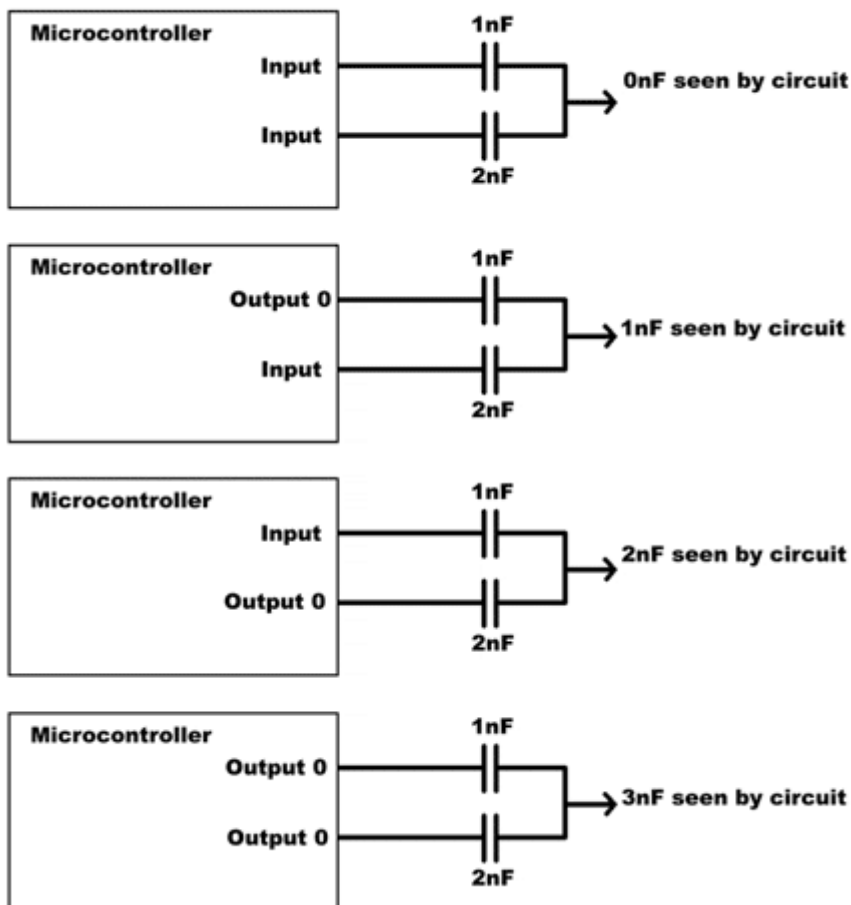 Microcontroller
1nF
Input
0nF seen by circuit
Input
2nF
Microcontroller
1nF
Output 0
1nF seen by circuit
Input
2nF
Microcontroller
1nF
Input
2nF seen by circuit
Output 0
2nF
Microcontroller
1nF
Output 0
3nF seen by circuit
Output 0
2nF